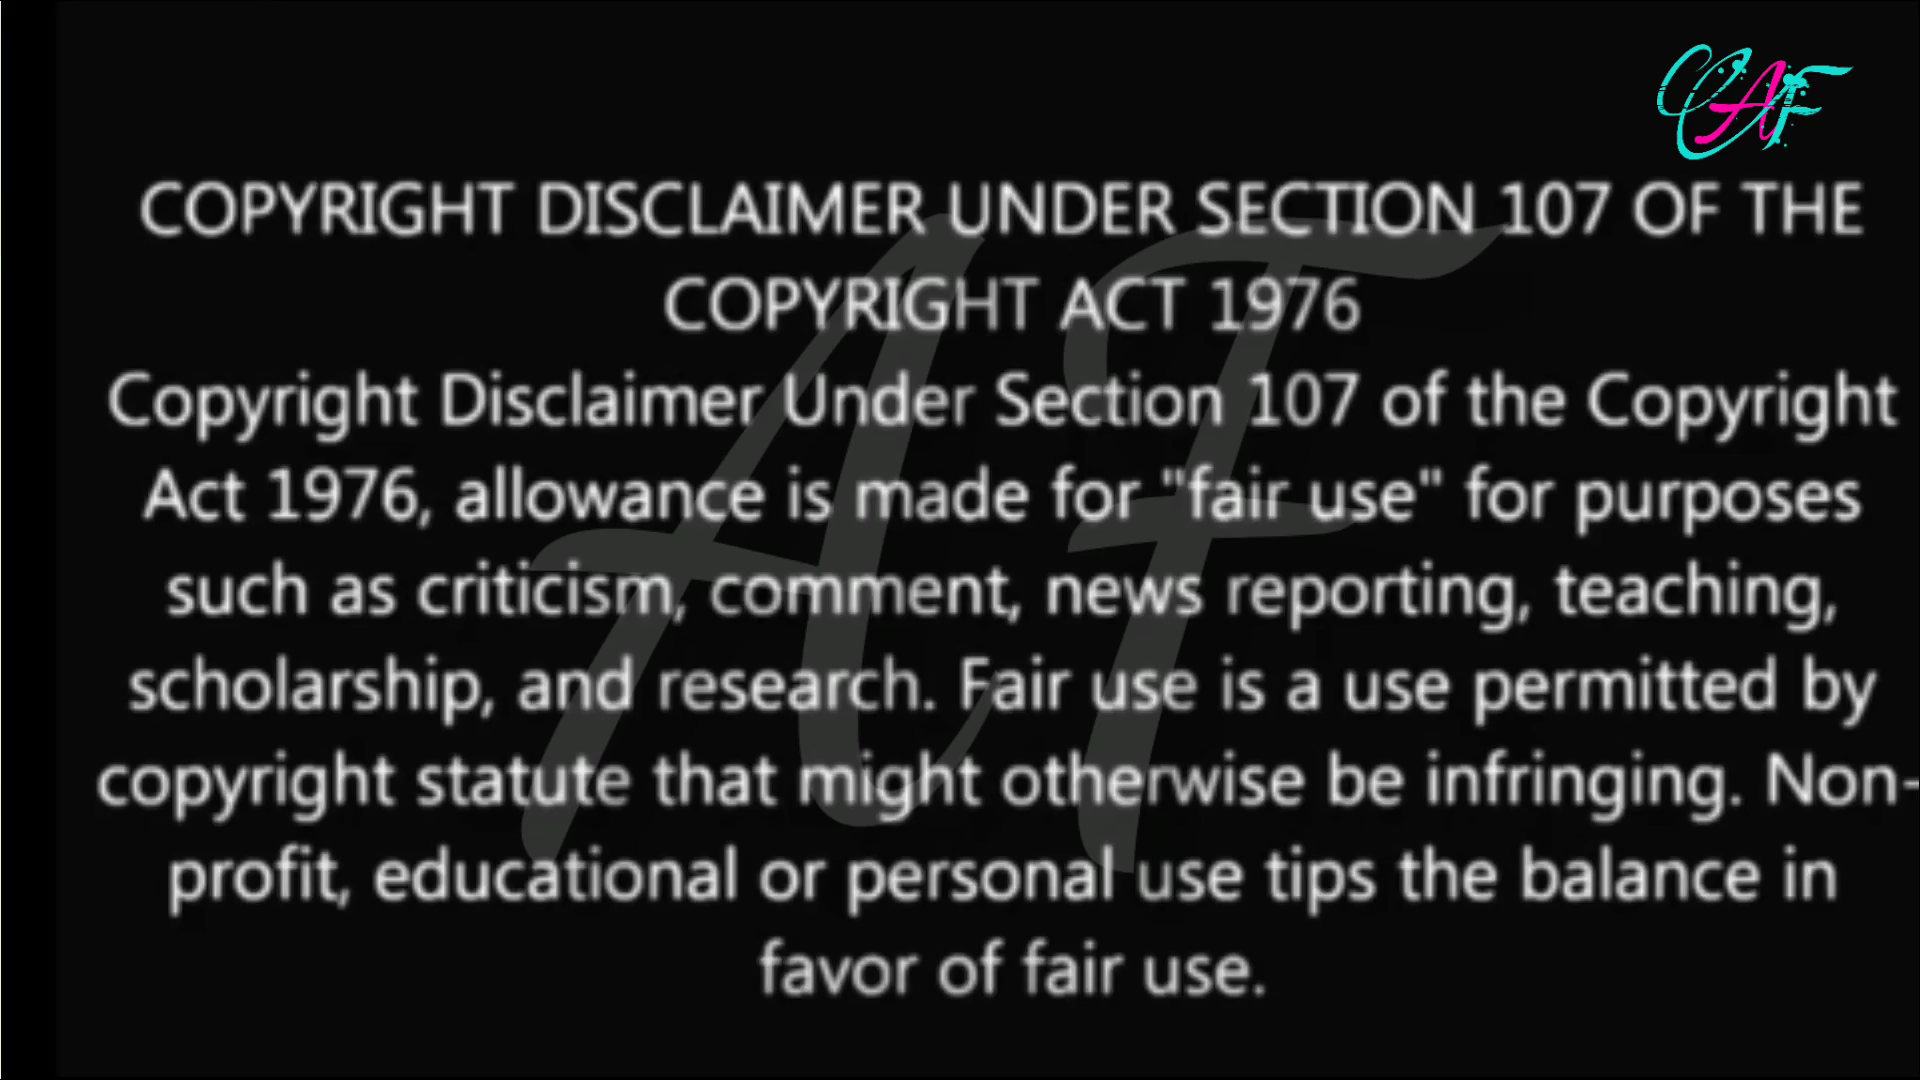 CAF
COPYRIGHT DISCLAIMER UNDER SECTION 107 OF THE
COPYRIGHT ACT 1976
Copyright Disclaimer Under Section 107 of the Copyright
Act 1976, allowance is made for "fair use" for purposes
such as criticism, comment, news reporting, teaching,
scholarship, and research. Fair use is a use permitted by
copyright statute that might otherwise be infringing. Non-
profit, educational or personal use tips the balance in
favor of fair use.
AF